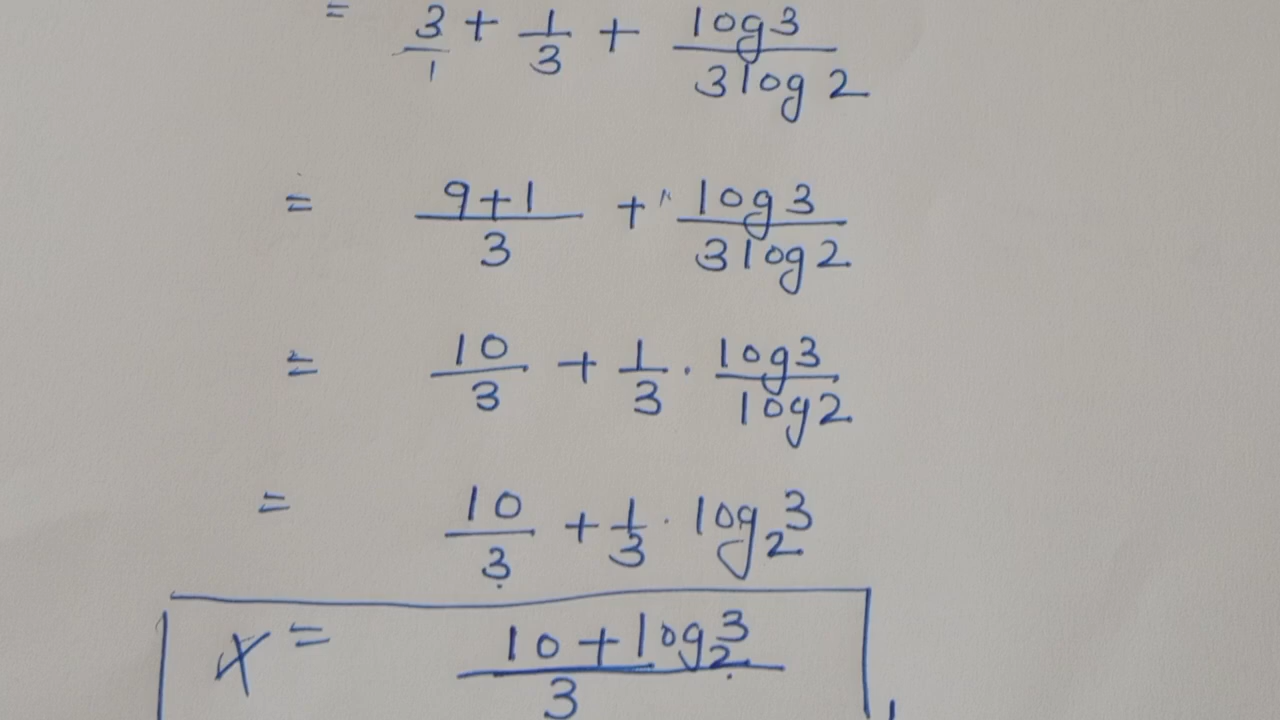 = 3/1 + 1/3 + log3/3log2
= 9+1/3 + log3/3log2
= 10/3 + 1/3 . log3/log2
= 10/3 + 1/3 . log₂3
x = 10+log₂3/3